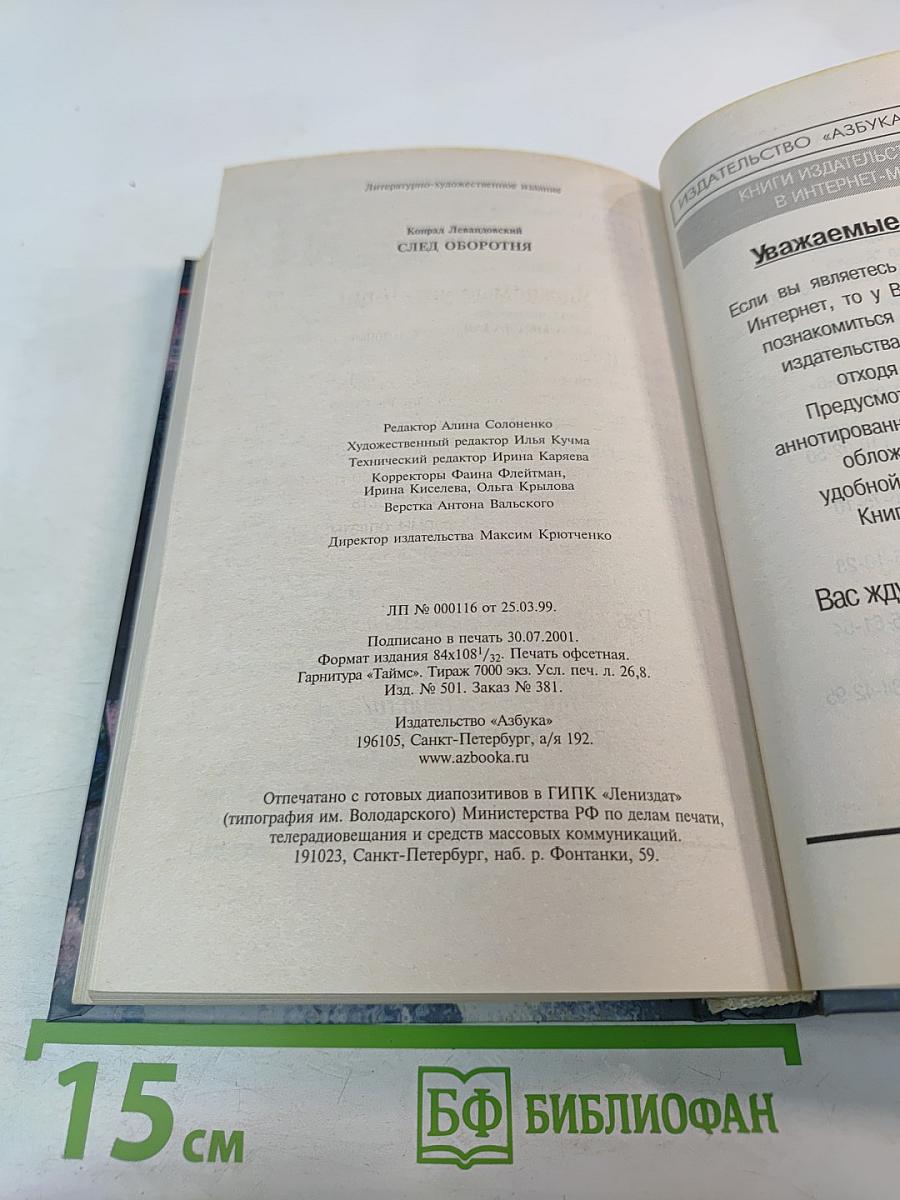 Литературно-художественное издание
Конрад Левандовский
СЛЕД ОБОРОТНЯ
Редактор Алина Солоненко
Художественный редактор Илья Кучма
Технический редактор Ирина Каряева
Корректоры Фаина Флейтман,
Ирина Киселева, Ольга Крылова
Верстка Антона Вальского
Директор издательства Максим Крютченко
ЛП № 000116 от 25.03.99.
Подписано в печать 30.07.2001.
Формат издания 84х108¹/₃₂. Печать офсетная.
Гарнитура «Таймс». Тираж 7000 экз. Усл. печ. л. 26,8.
Изд. № 501. Заказ № 381.
Издательство «Азбука»
196105, Санкт-Петербург, а/я 192.
www.azbooka.ru
Отпечатано с готовых диапозитивов в ГИПК «Лениздат»
(типография им. Володарского) Министерства РФ по делам печати,
телерадиовещания и средств массовых коммуникаций.
191023, Санкт-Петербург, наб. р. Фонтанки, 59.
ИЗДАТЕЛЬСТВО «АЗБУКА
КНИГИ ИЗДАТЕЛЬСТ
В ИНТЕРНЕТ-М
Уважаемые
Если вы являетесь
Интернет, то у В
познакомиться
издательства
отходя
Предусмот
аннотированн
облож
удобной
Книг
Вас жду
15 см
БФ БИБЛИОФАН